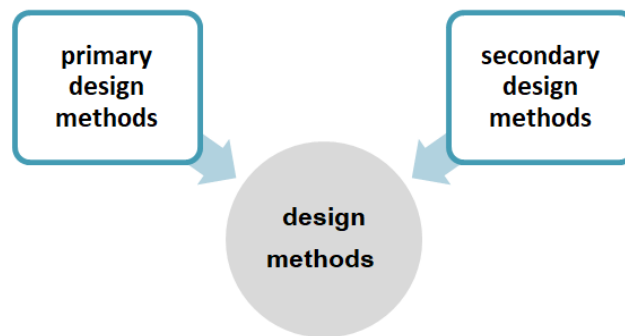 primary
design
methods
secondary
design
methods
design
methods